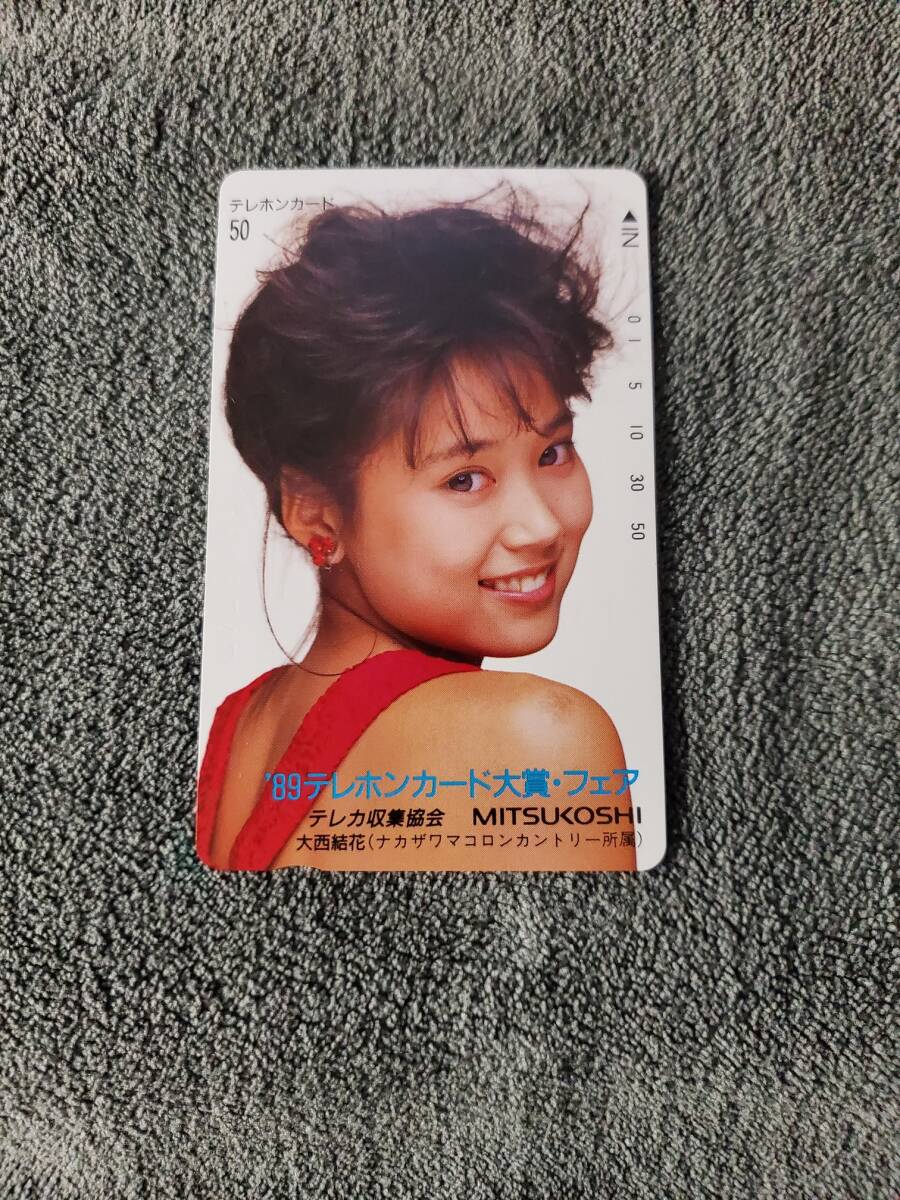 テレホンカード
50
◀IN
0 1 5 10 30 50
'89テレホンカード大賞・フェア
テレカ収集協会 MITSUKOSHI
大西結花(ナカザワマコロンカントリー所属)